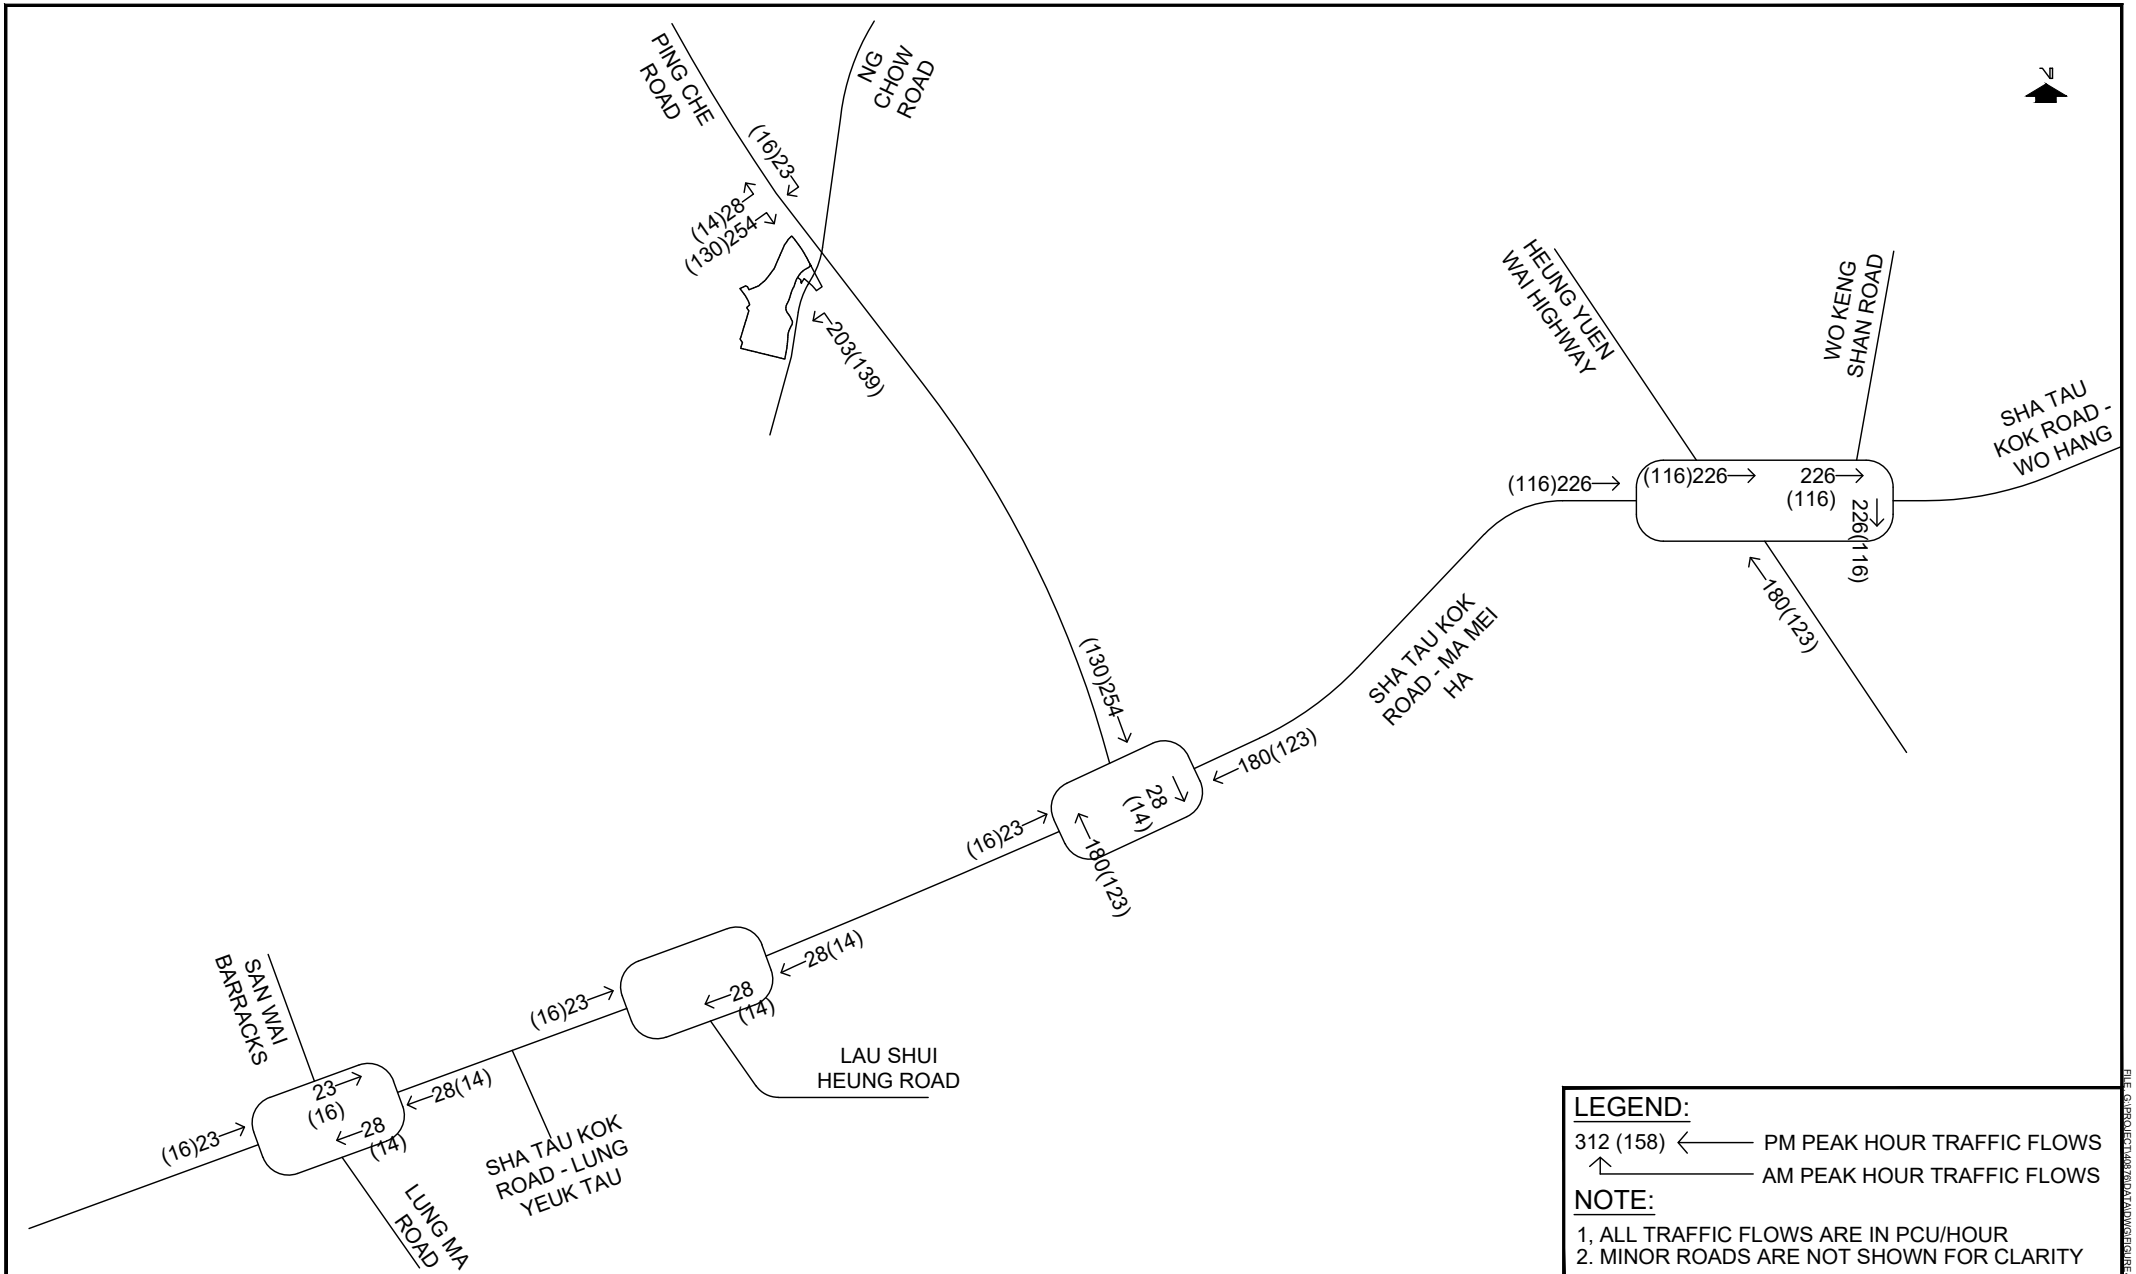 PING CHE
ROAD
NG
CHOW
ROAD
N
(16)23
(14)28
(130)254
203(139)
HEUNG YUEN
WAI HIGHWAY
WO KENG
SHAN ROAD
SHA TAU
KOK ROAD -
WO HANG
(116)226
(116)226
226
(116)
226(116)
180(123)
SHA TAU KOK
ROAD - MA MEI
HA
(130)254
180(123)
28
(14)
(16)23
180(123)
28(14)
28
(14)
(16)23
SAN WAI
BARRACKS
LAU SHUI
HEUNG ROAD
28(14)
23
(16)
28
(14)
(16)23
SHA TAU KOK
ROAD - LUNG
YEUK TAU
LUNG MA
ROAD
LEGEND:
312 (158) PM PEAK HOUR TRAFFIC FLOWS
AM PEAK HOUR TRAFFIC FLOWS
NOTE:
1, ALL TRAFFIC FLOWS ARE IN PCU/HOUR
2. MINOR ROADS ARE NOT SHOWN FOR CLARITY